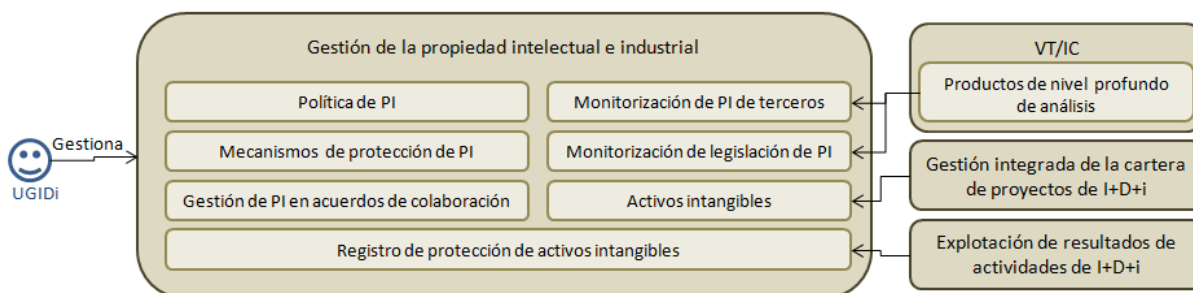 Gestión de la propiedad intelectual e industrial
VT/IC
Política de PI
Monitorización de PI de terceros
Productos de nivel profundo
de análisis
Gestiona
UGIDi
Mecanismos de protección de PI
Monitorización de legislación de PI
Gestión integrada de la cartera
de proyectos de I+D+i
Gestión de PI en acuerdos de colaboración
Activos intangibles
Registro de protección de activos intangibles
Explotación de resultados de
actividades de I+D+i